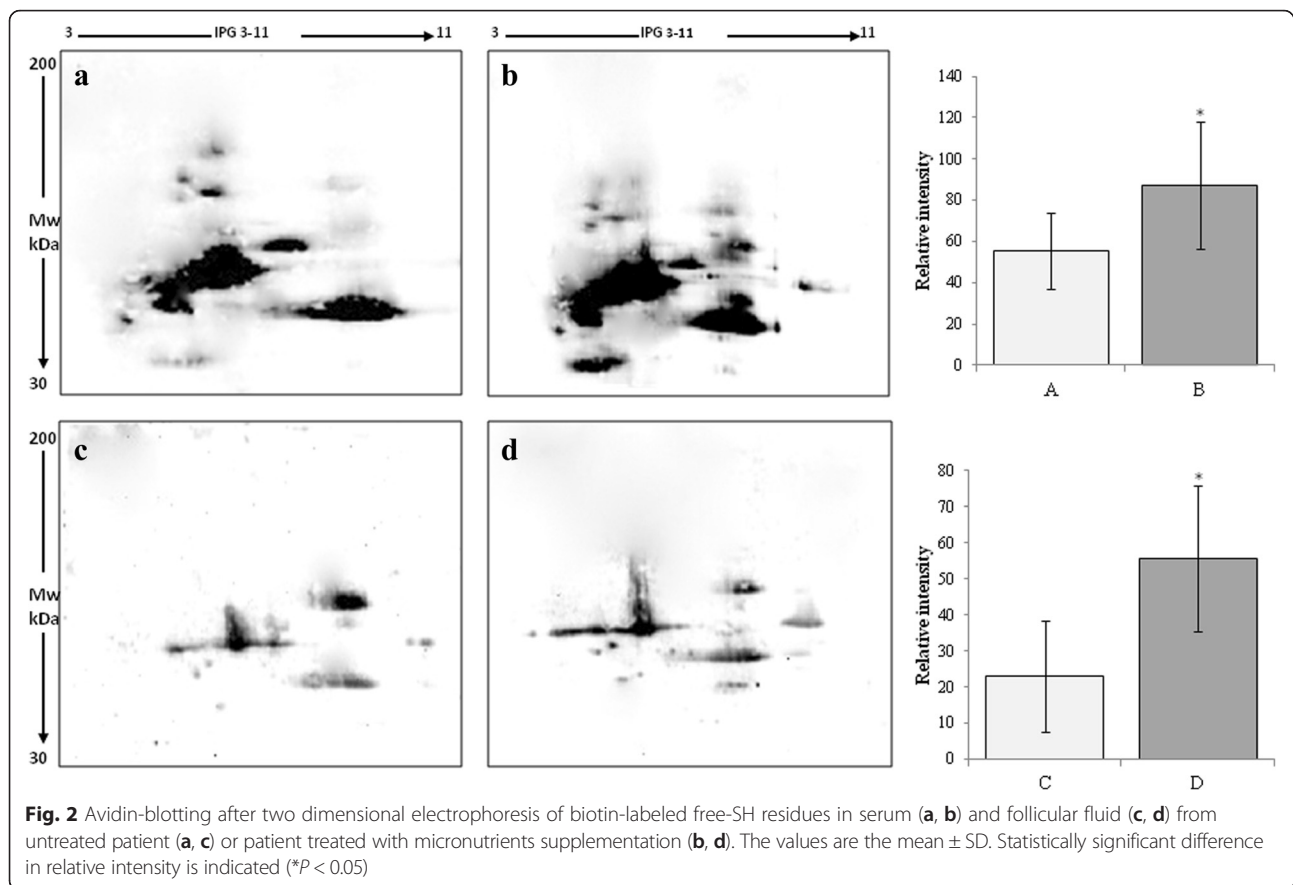 3 IPG 3-11 11
3 IPG 3-11 11
200
Mw
kDa
30
a
b
140
120
100
80
60
40
20
0
Relative intensity
*
A B
200
Mw
kDa
30
c
d
80
70
60
50
40
30
20
10
0
Relative intensity
*
C D
Fig. 2 Avidin-blotting after two dimensional electrophoresis of biotin-labeled free-SH residues in serum (a, b) and follicular fluid (c, d) from
untreated patient (a, c) or patient treated with micronutrients supplementation (b, d). The values are the mean ± SD. Statistically significant difference
in relative intensity is indicated (*P < 0.05)